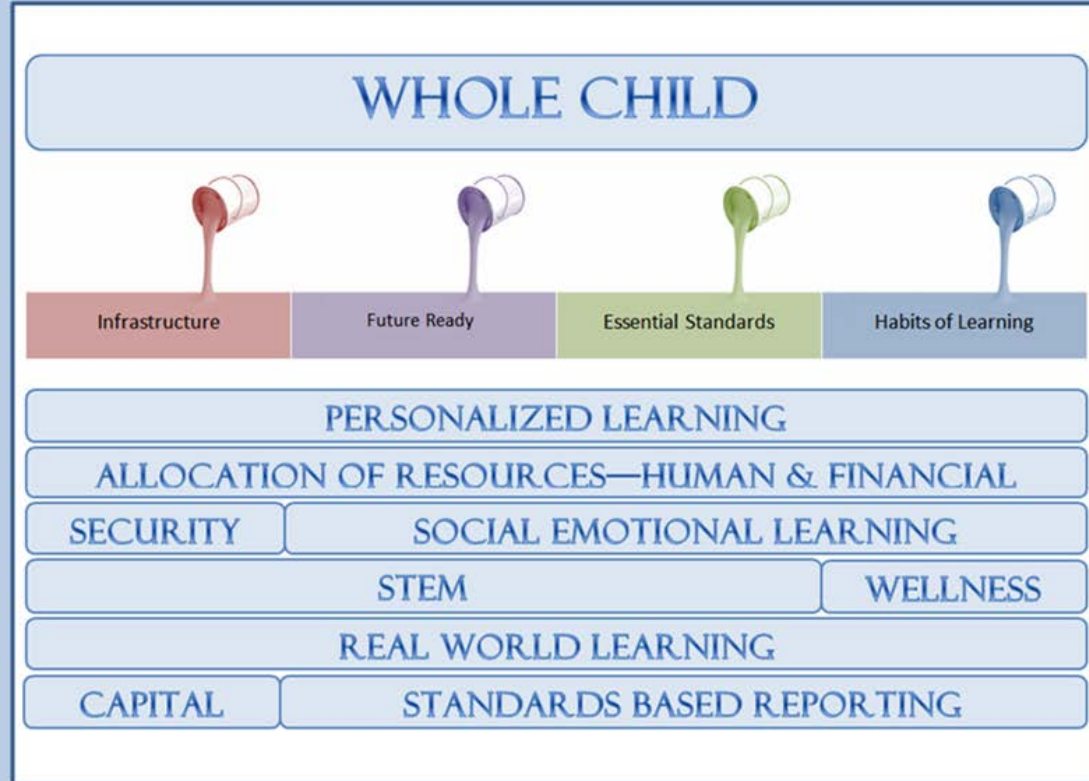 WHOLE CHILD
Infrastructure
Future Ready
Essential Standards
Habits of Learning
PERSONALIZED LEARNING
ALLOCATION OF RESOURCES—HUMAN & FINANCIAL
SECURITY
SOCIAL EMOTIONAL LEARNING
STEM
WELLNESS
REAL WORLD LEARNING
CAPITAL
STANDARDS BASED REPORTING